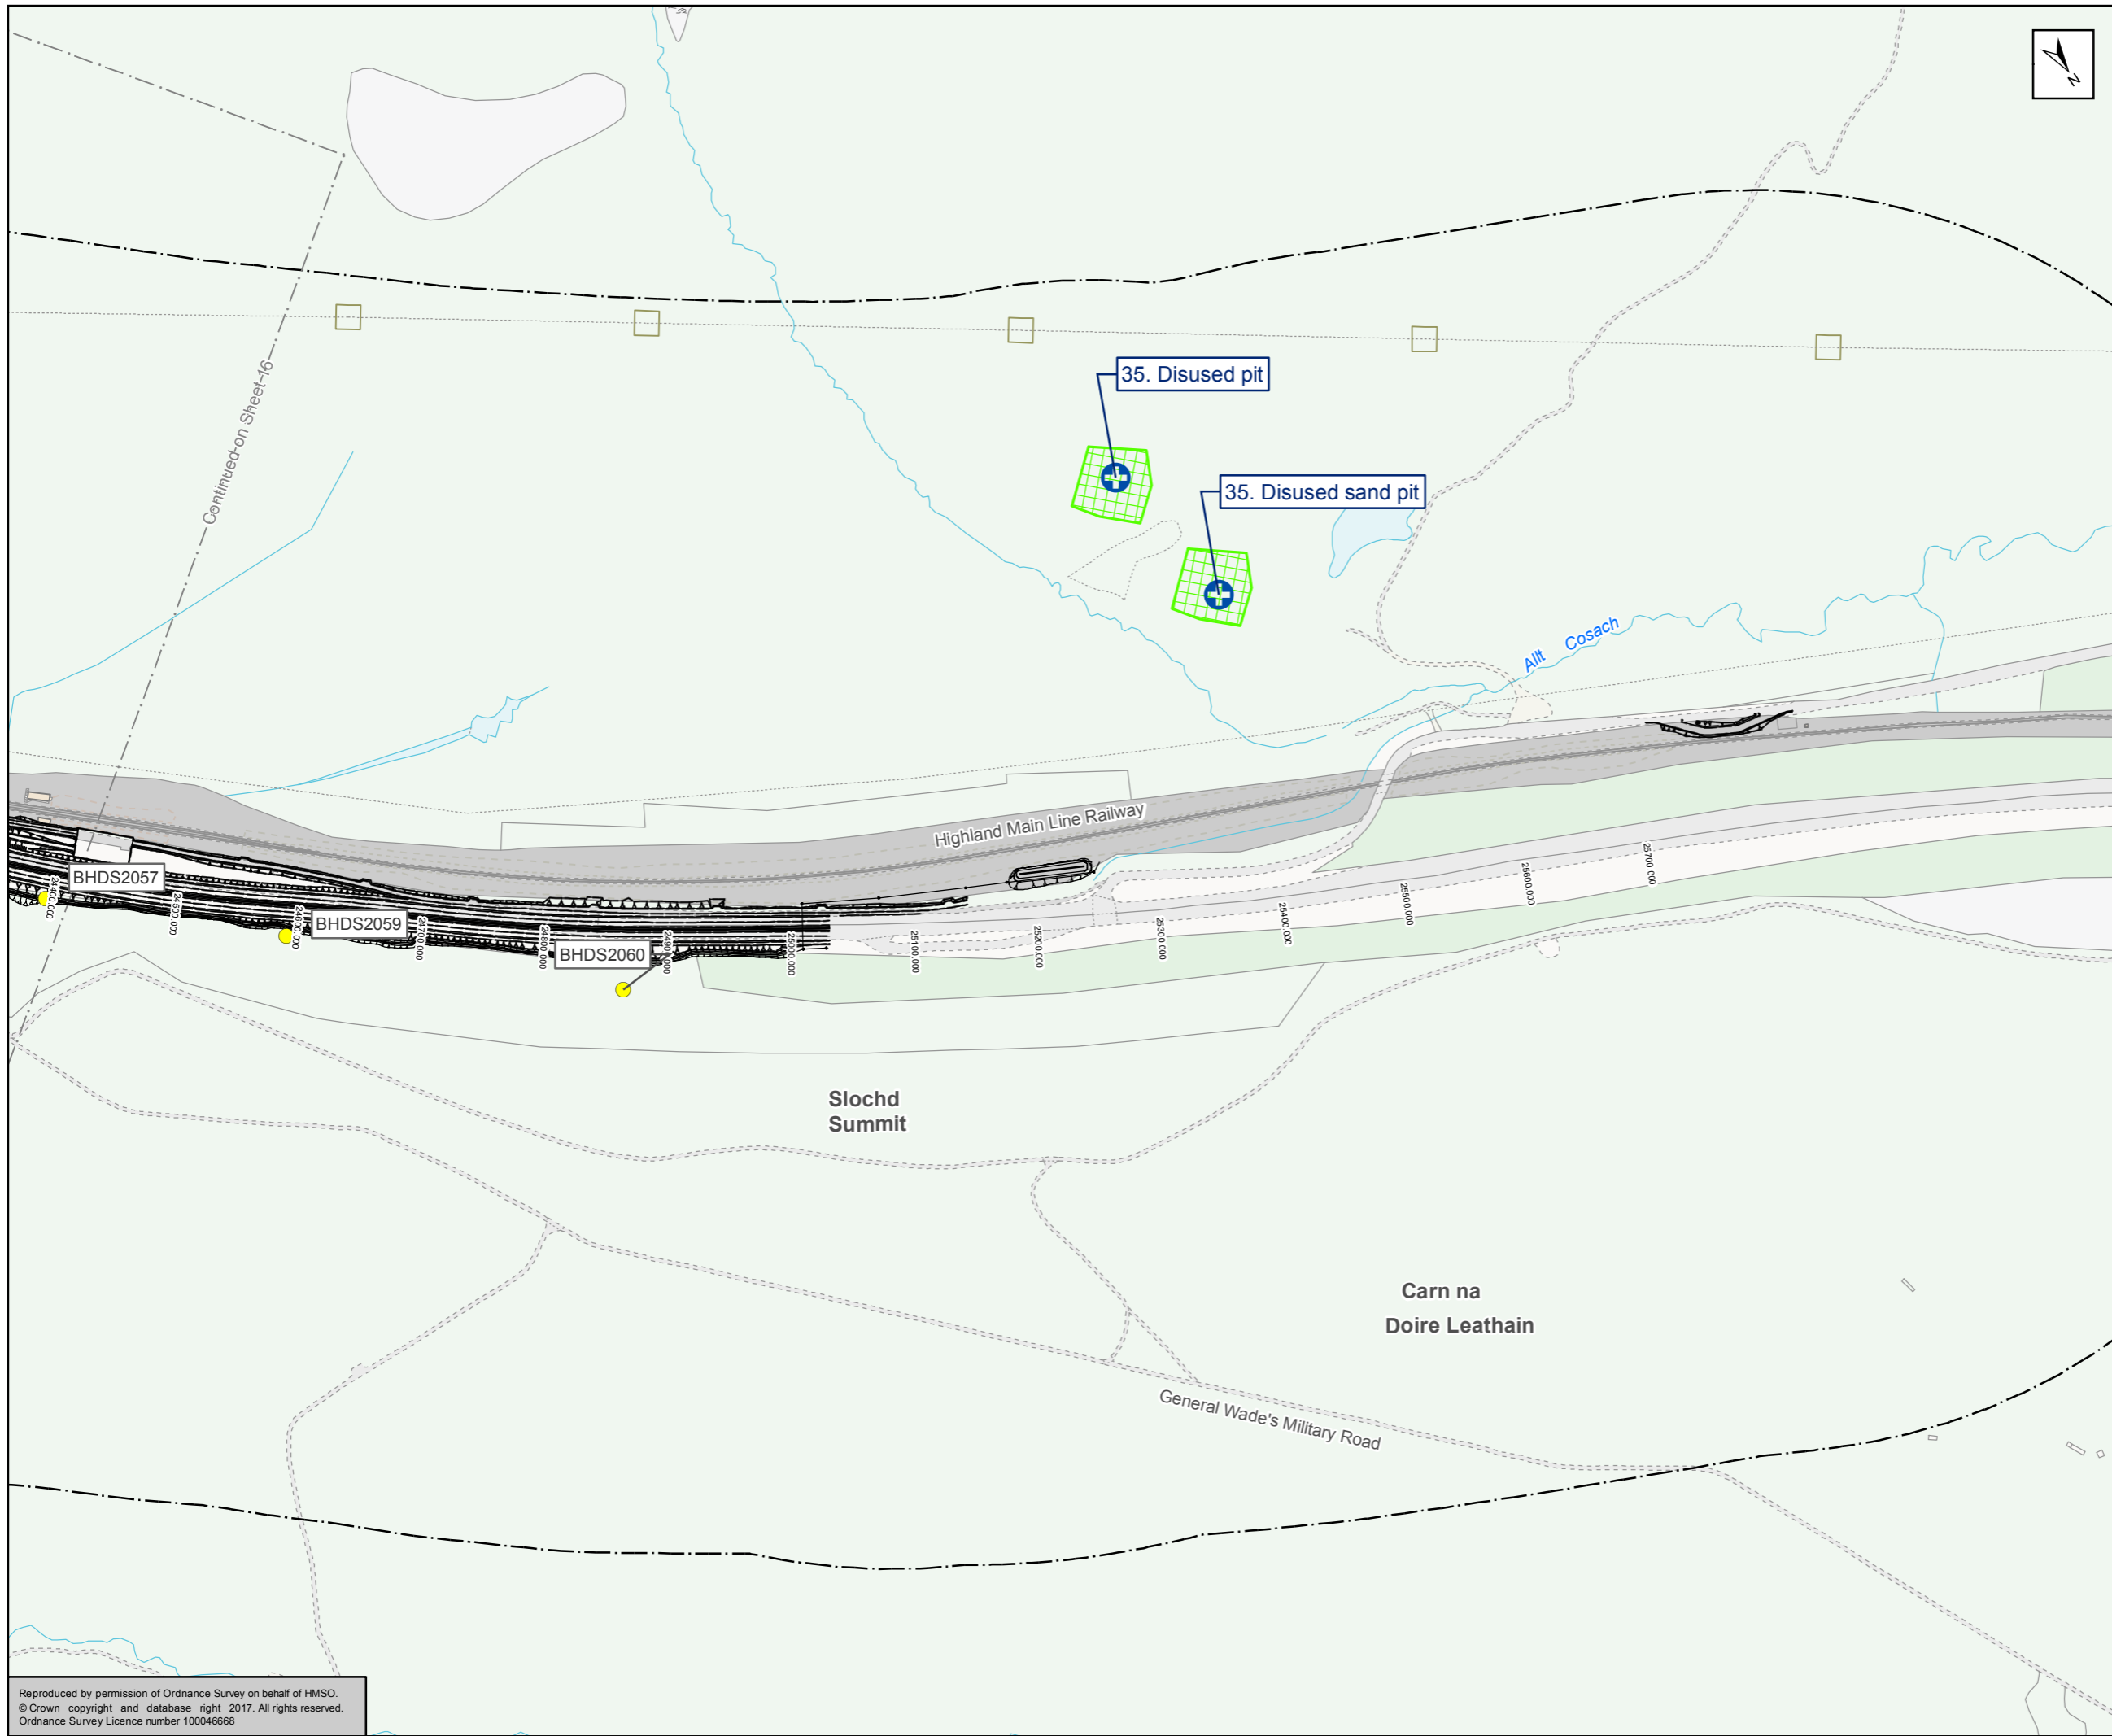 N
Continued on Sheet 16
35. Disused pit
35. Disused sand pit
Allt Cosach
Highland Main Line Railway
BHDS2057
BHDS2059
BHDS2060
24400.000
24500.000
24600.000
24700.000
24800.000
24900.000
25000.000
25100.000
25200.000
25300.000
25400.000
25500.000
25600.000
25700.000
Slochd
Summit
Carn na
Doire Leathain
General Wade's Military Road
Reproduced by permission of Ordnance Survey on behalf of HMSO.
© Crown copyright and database right 2017. All rights reserved.
Ordnance Survey Licence number 100046668